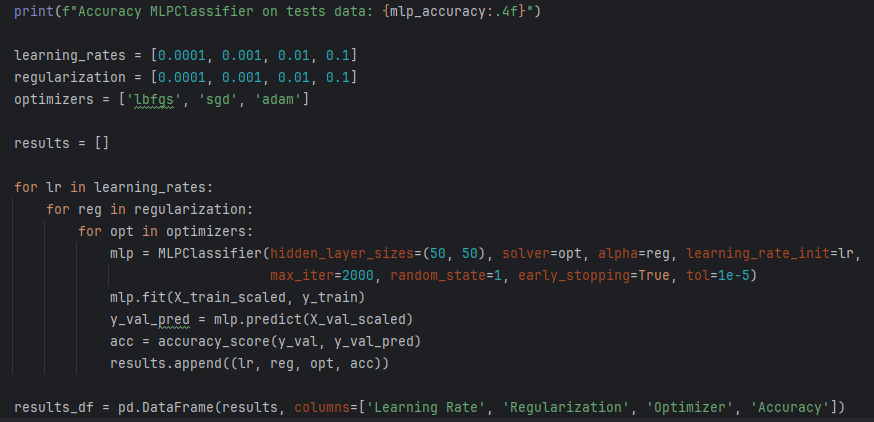 print(f"Accuracy MLPClassifier on tests data: {mlp_accuracy:.4f}")
learning_rates = [0.0001, 0.001, 0.01, 0.1]
regularization = [0.0001, 0.001, 0.01, 0.1]
optimizers = ['lbfgs', 'sgd', 'adam']
results = []
for lr in learning_rates:
for reg in regularization:
for opt in optimizers:
mlp = MLPClassifier(hidden_layer_sizes=(50, 50), solver=opt, alpha=reg, learning_rate_init=lr,
max_iter=2000, random_state=1, early_stopping=True, tol=1e-5)
mlp.fit(X_train_scaled, y_train)
y_val_pred = mlp.predict(X_val_scaled)
acc = accuracy_score(y_val, y_val_pred)
results.append((lr, reg, opt, acc))
results_df = pd.DataFrame(results, columns=['Learning Rate', 'Regularization', 'Optimizer', 'Accuracy'])